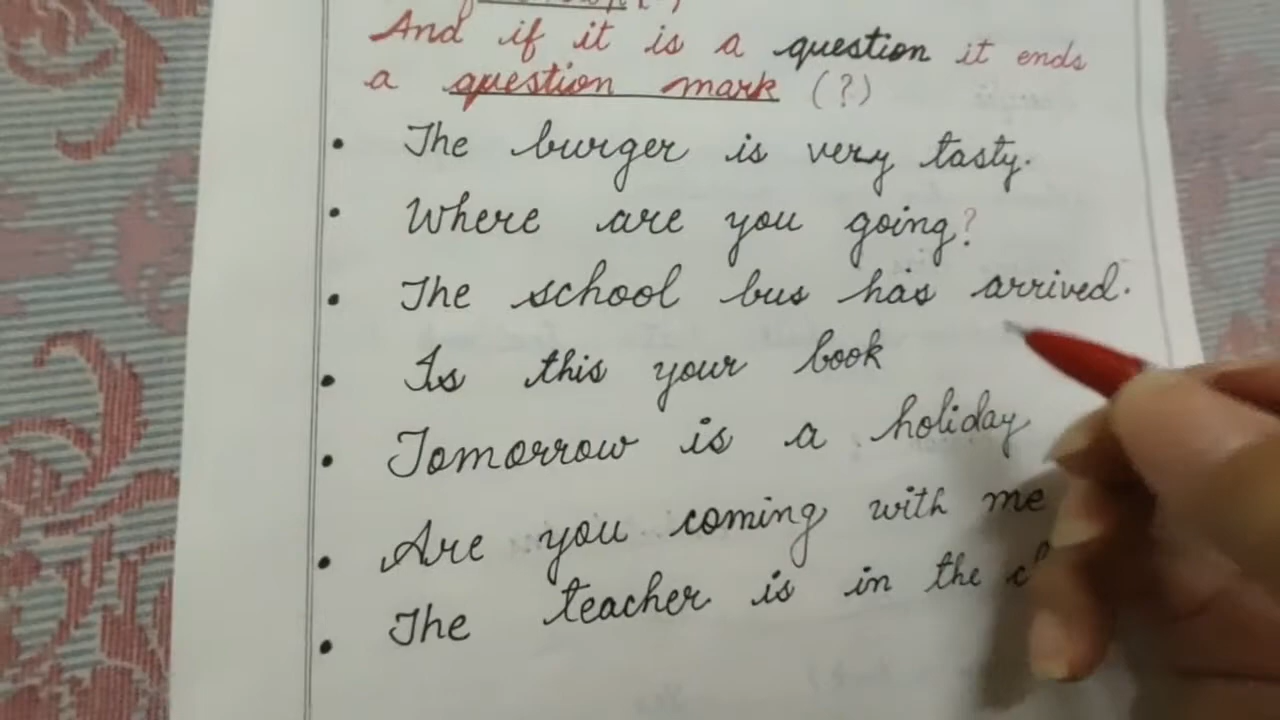 And if it is a question it ends
a question mark (?)
• The burger is very tasty.
• Where are you going?
• The school bus has arrived.
• Is this your book
• Tomorrow is a holiday
• Are you coming with me
• The teacher is in the